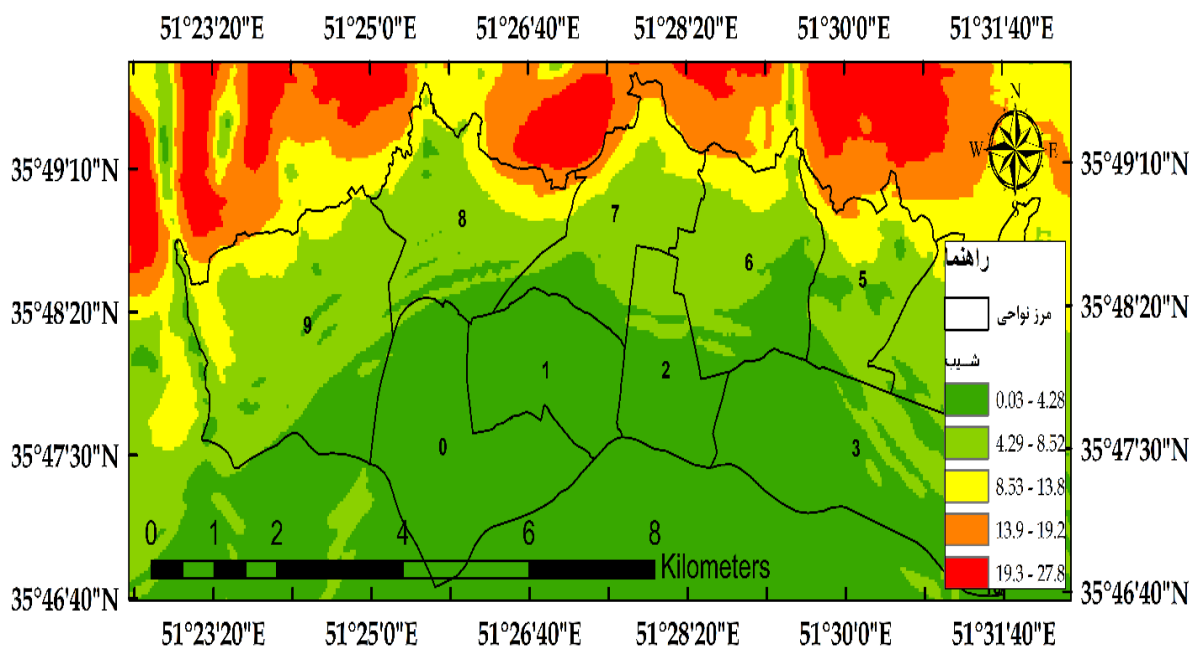 51°23'20"E 51°25'0"E 51°26'40"E 51°28'20"E 51°30'0"E 51°31'40"E
N
W E
S
35°49'10"N 35°49'10"N
8 7
6 5
راهنما
9
35°48'20"N 35°48'20"N
مرز نواحی
شیب
1 2
0.03 - 4.28
35°47'30"N 35°47'30"N
0 3
4.29 - 8.52
8.53 - 13.8
0 1 2 4 6 8
13.9 - 19.2
Kilometers
19.3 - 27.8
35°46'40"N 35°46'40"N
51°23'20"E 51°25'0"E 51°26'40"E 51°28'20"E 51°30'0"E 51°31'40"E